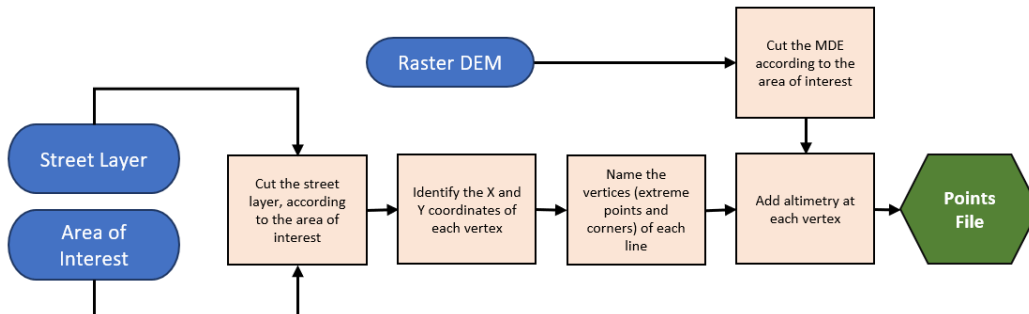 Raster DEM
Cut the MDE
according to the
area of interest
Street Layer
Area of
Interest
Cut the street
layer, according
to the area of
interest
Identify the X and
Y coordinates of
each vertex
Name the
vertices (extreme
points and
corners) of each
line
Add altimetry at
each vertex
Points
File